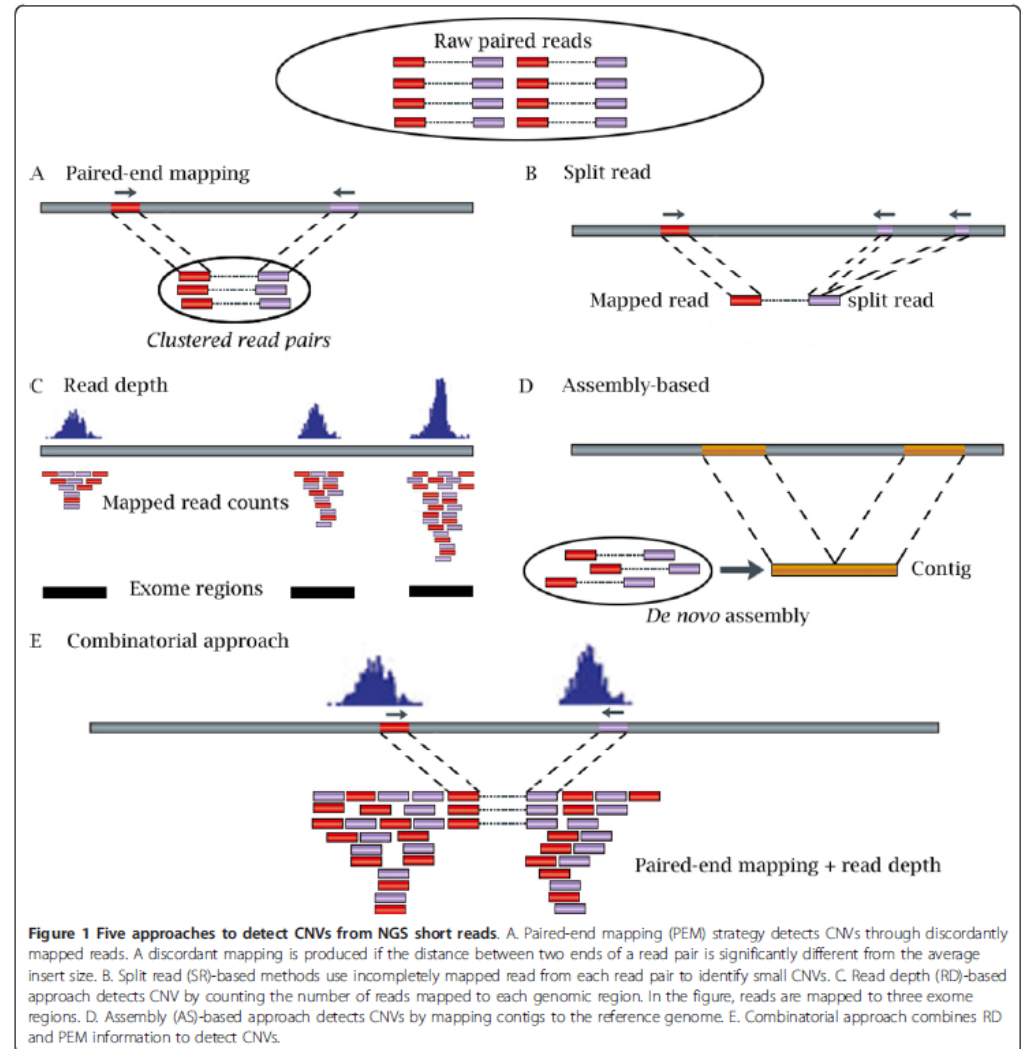 Raw paired reads
A Paired-end mapping
B Split read
Clustered read pairs
Mapped read
split read
C Read depth
D Assembly-based
Mapped read counts
Exome regions
Contig
De novo assembly
E Combinatorial approach
Paired-end mapping + read depth
Figure 1 Five approaches to detect CNVs from NGS short reads. A. Paired-end mapping (PEM) strategy detects CNVs through discordantly
mapped reads. A discordant mapping is produced if the distance between two ends of a read pair is significantly different from the average
insert size. B. Split read (SR)-based methods use incompletely mapped read from each read pair to identify small CNVs. C. Read depth (RD)-based
approach detects CNV by counting the number of reads mapped to each genomic region. In the figure, reads are mapped to three exome
regions. D. Assembly (AS)-based approach detects CNVs by mapping contigs to the reference genome. E. Combinatorial approach combines RD
and PEM information to detect CNVs.